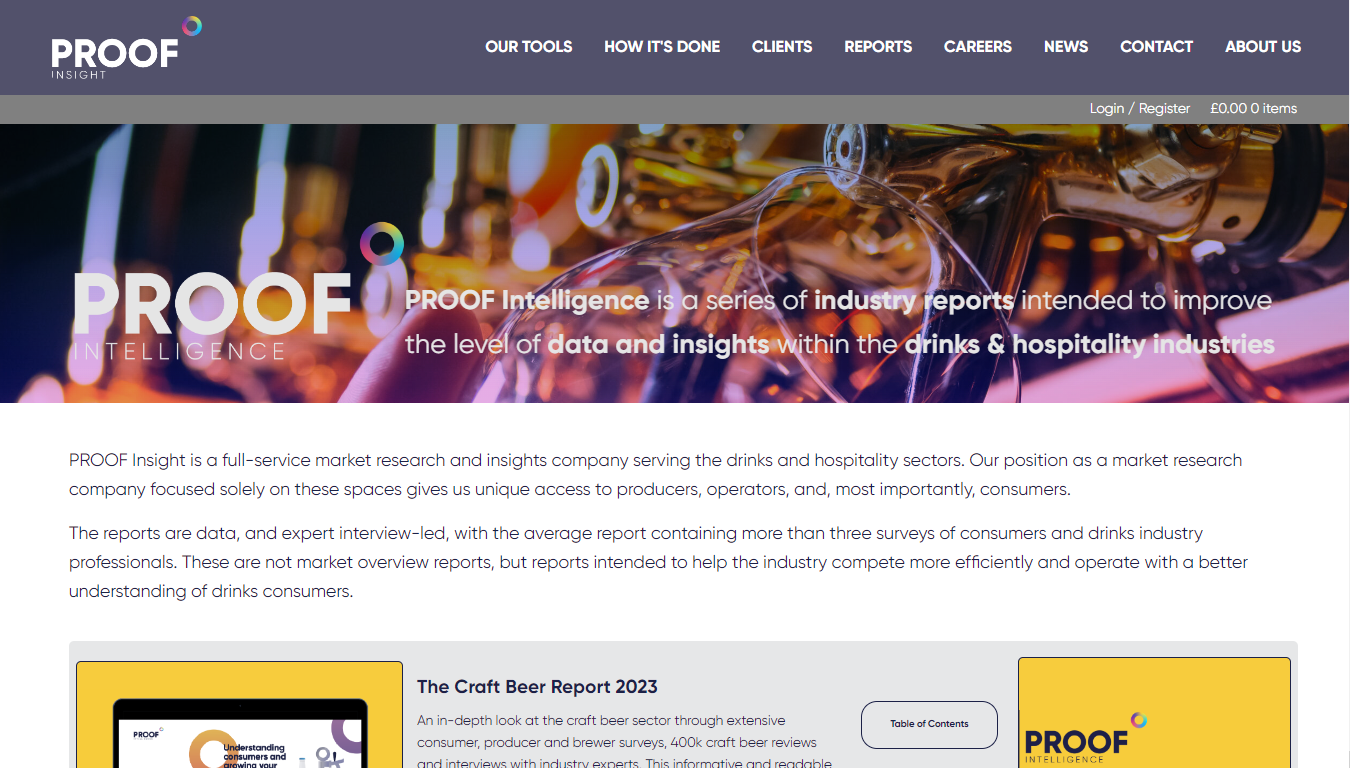 PROOF
INSIGHT
OUR TOOLS HOW IT'S DONE CLIENTS REPORTS CAREERS NEWS CONTACT ABOUT US
Login / Register £0.00 0 items
PROOF
INTELLIGENCE
PROOF Intelligence is a series of industry reports intended to improve
the level of data and insights within the drinks & hospitality industries
PROOF Insight is a full-service market research and insights company serving the drinks and hospitality sectors. Our position as a market research
company focused solely on these spaces gives us unique access to producers, operators, and, most importantly, consumers.
The reports are data, and expert interview-led, with the average report containing more than three surveys of consumers and drinks industry
professionals. These are not market overview reports, but reports intended to help the industry compete more efficiently and operate with a better
understanding of drinks consumers.
PROOF
Understanding
consumers and
growing your
The Craft Beer Report 2023
An in-depth look at the craft beer sector through extensive
consumer, producer and brewer surveys, 400k craft beer reviews
and interviews with industry experts. This informative and readable
Table of Contents
PROOF
INTELLIGENCE